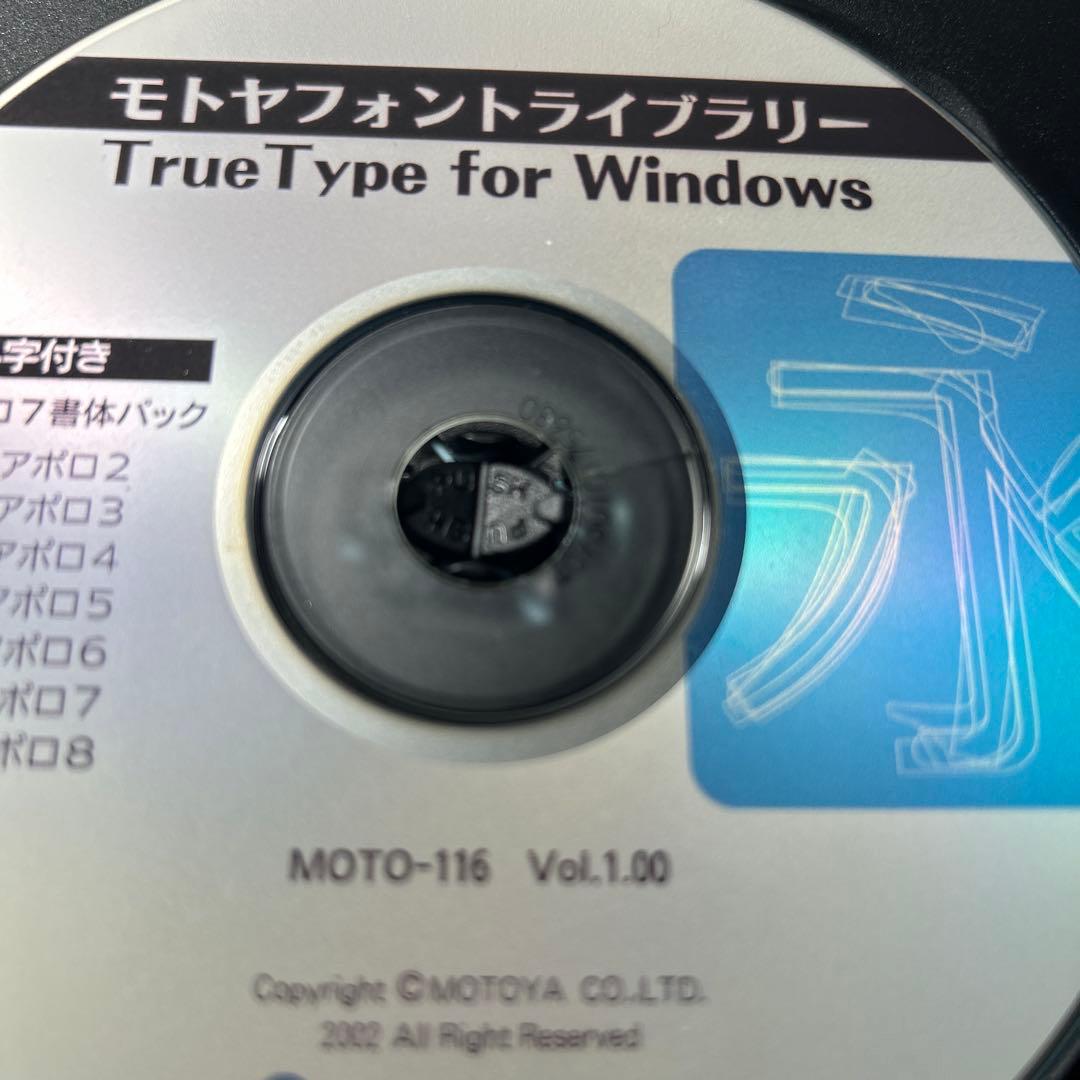 モトヤフォントライブラリー
TrueType for Windows
字付き
ロ7書体パック
アポロ2
アポロ3
アポロ4
アポロ5
アポロ6
ポロ7
ポロ8
永
MOTO-116 Vol.1.00
Copyright ©MOTOYA CO.,LTD.
2002 All Right Reserved